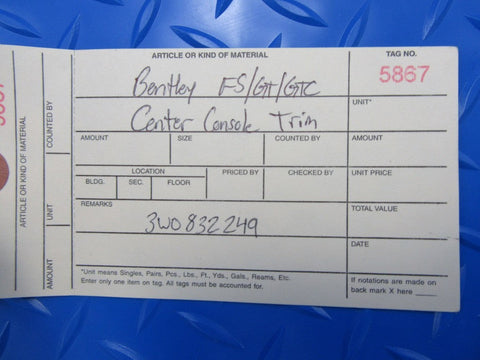 ARTICLE OR KIND OF MATERIAL
TAG NO.
Bentley FS/GT/GTC
5867
UNIT*
Center Console Trim
AMOUNT SIZE COUNTED BY AMOUNT
LOCATION PRICED BY CHECKED BY UNIT PRICE
BLDG. SEC. FLOOR
REMARKS TOTAL VALUE
3W0832249
DATE
*Unit means Singles, Pairs, Pcs., Lbs., Ft., Yds., Gals., Reams, Etc.
Enter only one item on tag. All tags must be accounted for.
If notations are made on
back mark X here
ARTICLE OR KIND OF MATERIAL
COUNTED BY
UNIT
AMOUNT